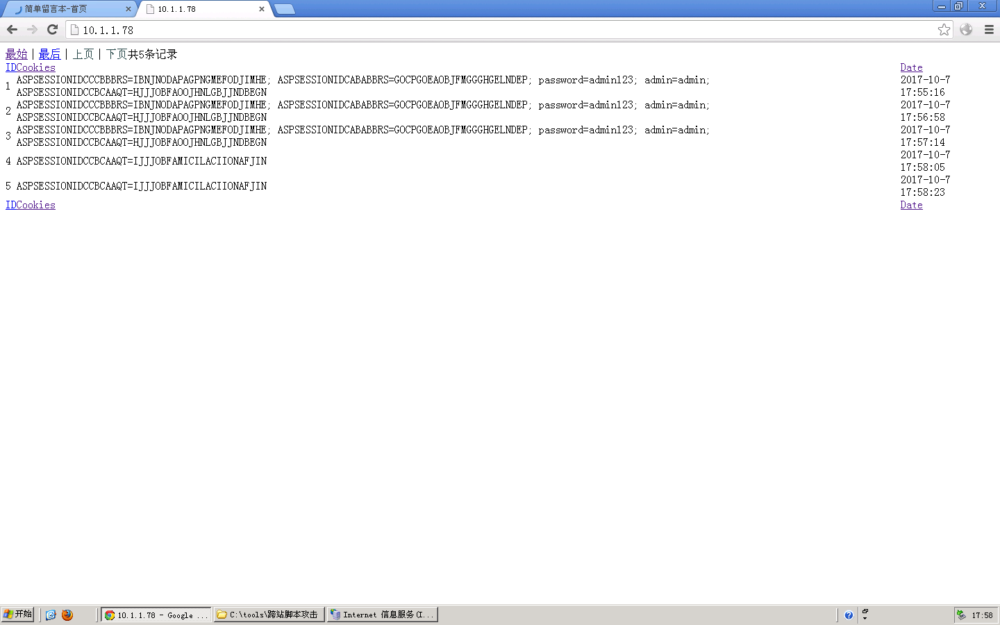 简单留言本-首页
10.1.1.78
10.1.1.78
最始 | 最后 | 上页 | 下页共5条记录
IDCookies Date
1 ASPSESSIONIDCCCBBBRS=IBNJNODAPAGPNGMEFODJIMHE; ASPSESSIONIDCABABBRS=GOCPGOEAOBJFMGGGHGELNDEP; password=admin123; admin=admin; 2017-10-7
ASPSESSIONIDCCBCAAQT=HJJJOBFAOOJHNLGBJJNDBEGN 17:55:16
2 ASPSESSIONIDCCCBBBRS=IBNJNODAPAGPNGMEFODJIMHE; ASPSESSIONIDCABABBRS=GOCPGOEAOBJFMGGGHGELNDEP; password=admin123; admin=admin; 2017-10-7
ASPSESSIONIDCCBCAAQT=HJJJOBFAOOJHNLGBJJNDBEGN 17:56:58
3 ASPSESSIONIDCCCBBBRS=IBNJNODAPAGPNGMEFODJIMHE; ASPSESSIONIDCABABBRS=GOCPGOEAOBJFMGGGHGELNDEP; password=admin123; admin=admin; 2017-10-7
ASPSESSIONIDCCBCAAQT=HJJJOBFAOOJHNLGBJJNDBEGN 17:57:14
4 ASPSESSIONIDCCBCAAQT=IJJJOBFAMICILACIIONAFJIN 2017-10-7
17:58:05
5 ASPSESSIONIDCCBCAAQT=IJJJOBFAMICILACIIONAFJIN 2017-10-7
17:58:23
IDCookies Date
开始 10.1.1.78 - Google ... C:\tools\跨站脚本攻击 Internet 信息服务(I... 17:58